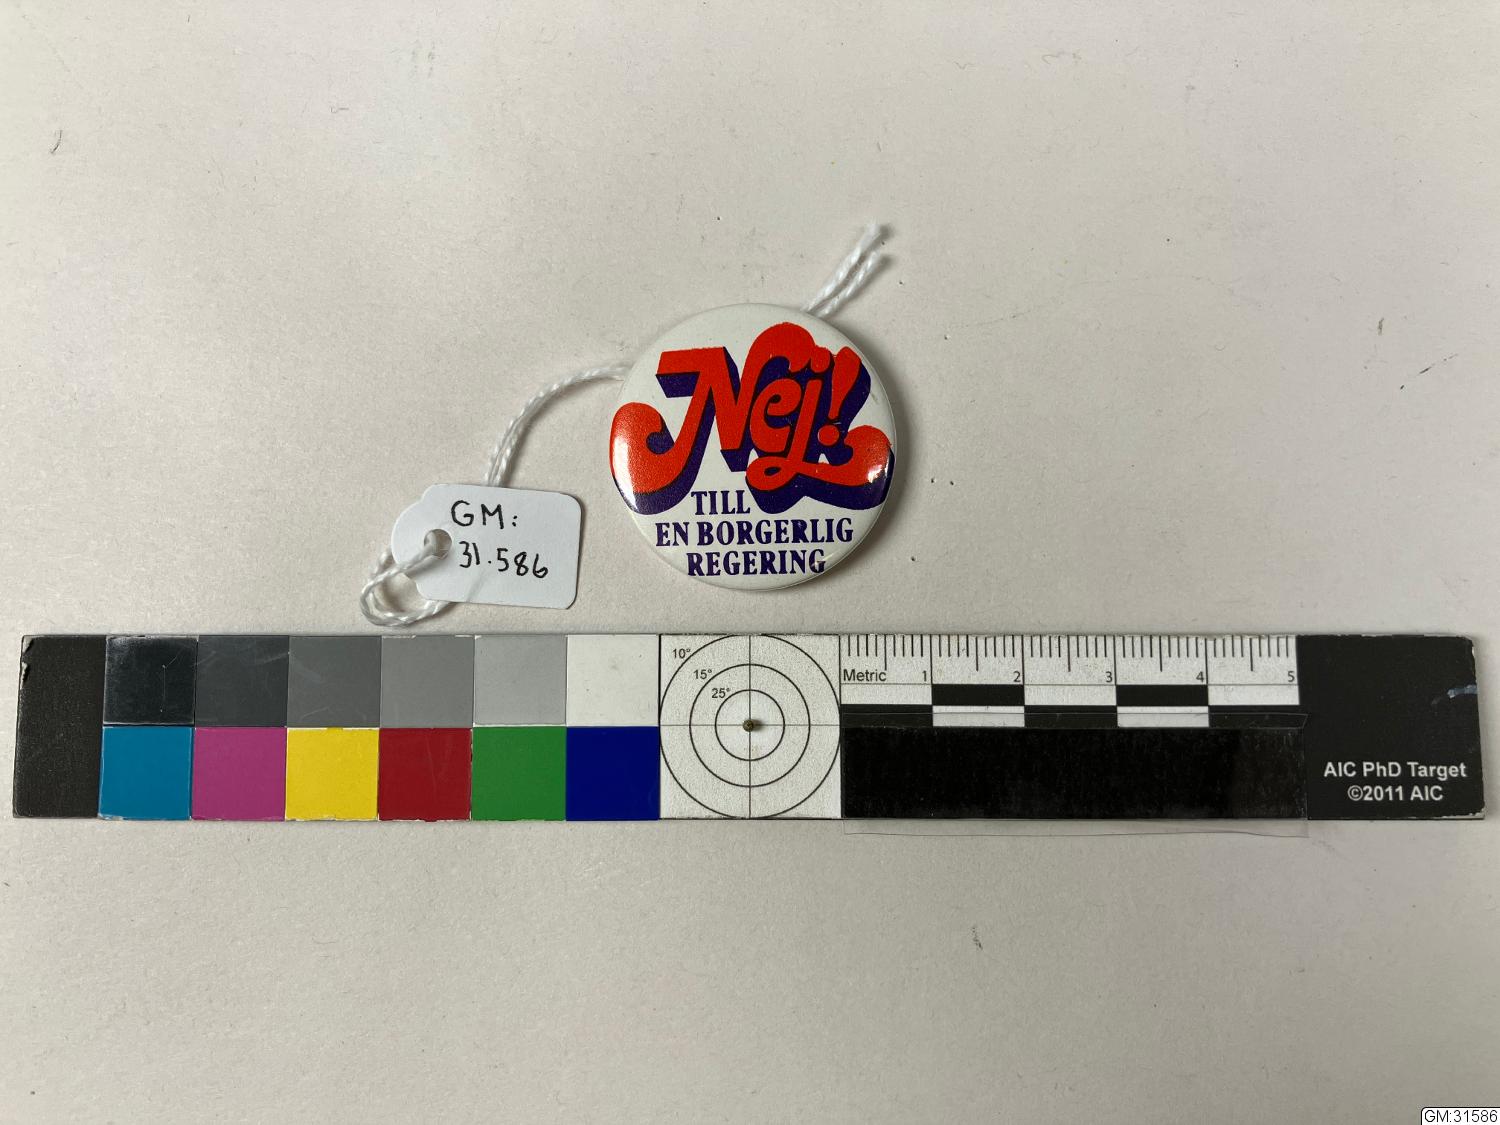 Nej!
TILL
EN BORGERLIG
REGERING
GM:
31.586
10°
15°
25°
Metric 1 2 3 4 5
AIC PhD Target
©2011 AIC
GM:31586